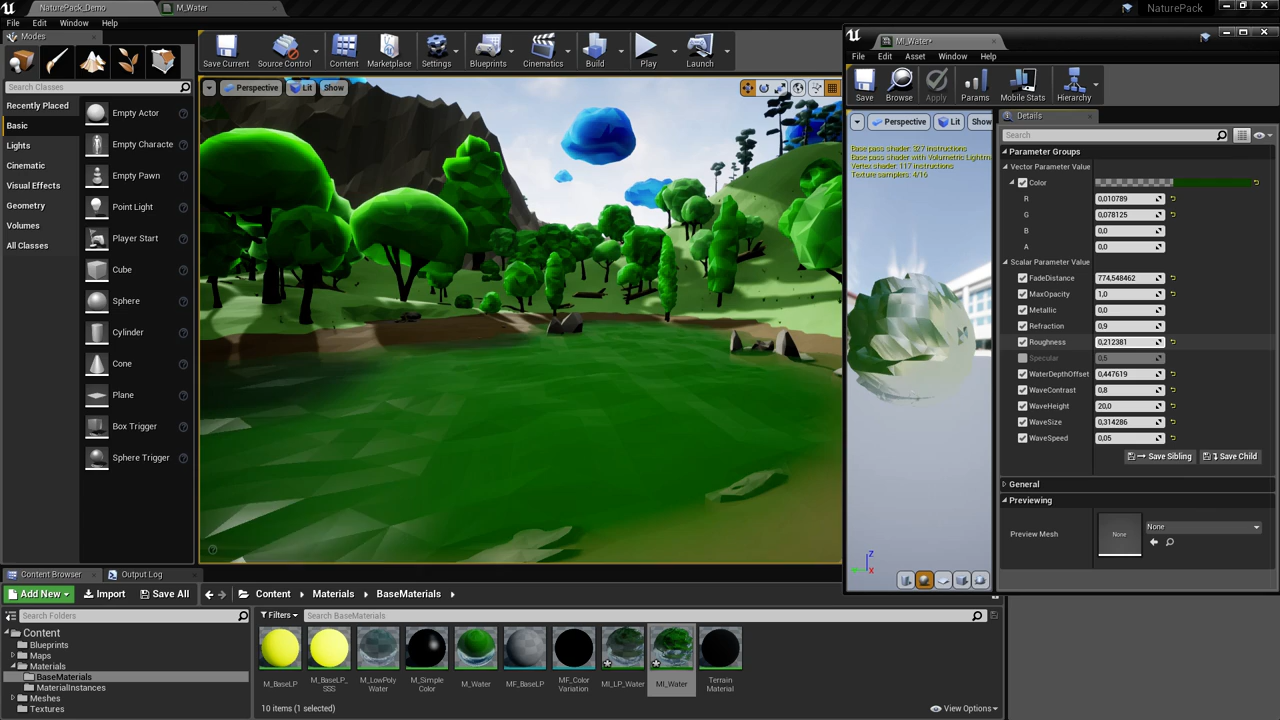 NaturePack_Demo
M_Water
NaturePack
File Edit Window Help
Modes
Search Classes
Recently Placed
Basic
Lights
Cinematic
Visual Effects
Geometry
Volumes
All Classes
Empty Actor
Empty Characte
Empty Pawn
Point Light
Player Start
Cube
Sphere
Cylinder
Cone
Plane
Box Trigger
Sphere Trigger
Save Current
Source Control
Content
Marketplace
Settings
Blueprints
Cinematics
Build
Play
Launch
Perspective
Lit
Show
MI_Water*
File Edit Asset Window Help
Save
Browse
Apply
Params
Mobile Stats
Hierarchy
Perspective
Lit
Show
Base pass shader: 327 instructions
Base pass shader with Volumetric Lightm
Vertex shader: 117 instructions
Texture samplers: 4/16
Z
X
Details
Search
Parameter Groups
Vector Parameter Value
Color
R 0,010789
G 0,078125
B 0,0
A 0,0
Scalar Parameter Value
FadeDistance 774,548462
MaxOpacity 1,0
Metallic 0,0
Refraction 0,9
Roughness 0,212381
Specular 0,5
WaterDepthOffset 0,447619
WaveContrast 0,8
WaveHeight 20,0
WaveSize 0,314286
WaveSpeed 0,05
Save Sibling
Save Child
General
Previewing
Preview Mesh
None
None
Content Browser
Output Log
Add New
Import
Save All
Content
Materials
BaseMaterials
Search Folders
Filters
Search BaseMaterials
Content
Blueprints
Maps
Materials
BaseMaterials
MaterialInstances
Meshes
Textures
M_BaseLP
M_BaseLP_
SSS
M_LowPoly
Water
M_Simple
Color
M_Water
MF_BaseLP
MF_Color
Variation
MI_LP_Water
MI_Water
Terrain
Material
10 items (1 selected)
View Options